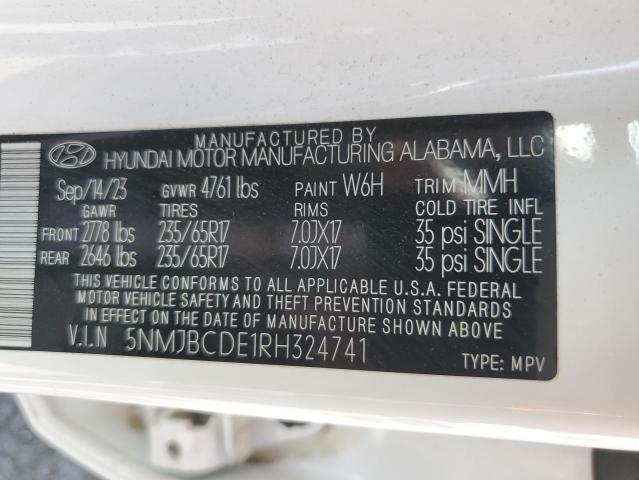 MANUFACTURED BY
HYUNDAI MOTOR MANUFACTURING ALABAMA, LLC
Sep/14/23 GVWR 4761 lbs PAINT W6H TRIM MMH
GAWR TIRES RIMS COLD TIRE INFL
FRONT 2778 lbs 235/65R17 7.0JX17 35 psi SINGLE
REAR 2646 lbs 235/65R17 7.0JX17 35 psi SINGLE
THIS VEHICLE CONFORMS TO ALL APPLICABLE U.S.A. FEDERAL
MOTOR VEHICLE SAFETY AND THEFT PREVENTION STANDARDS
IN EFFECT ON THE DATE OF MANUFACTURE SHOWN ABOVE
V.I.N 5NMJBCDE1RH324741
TYPE: MPV